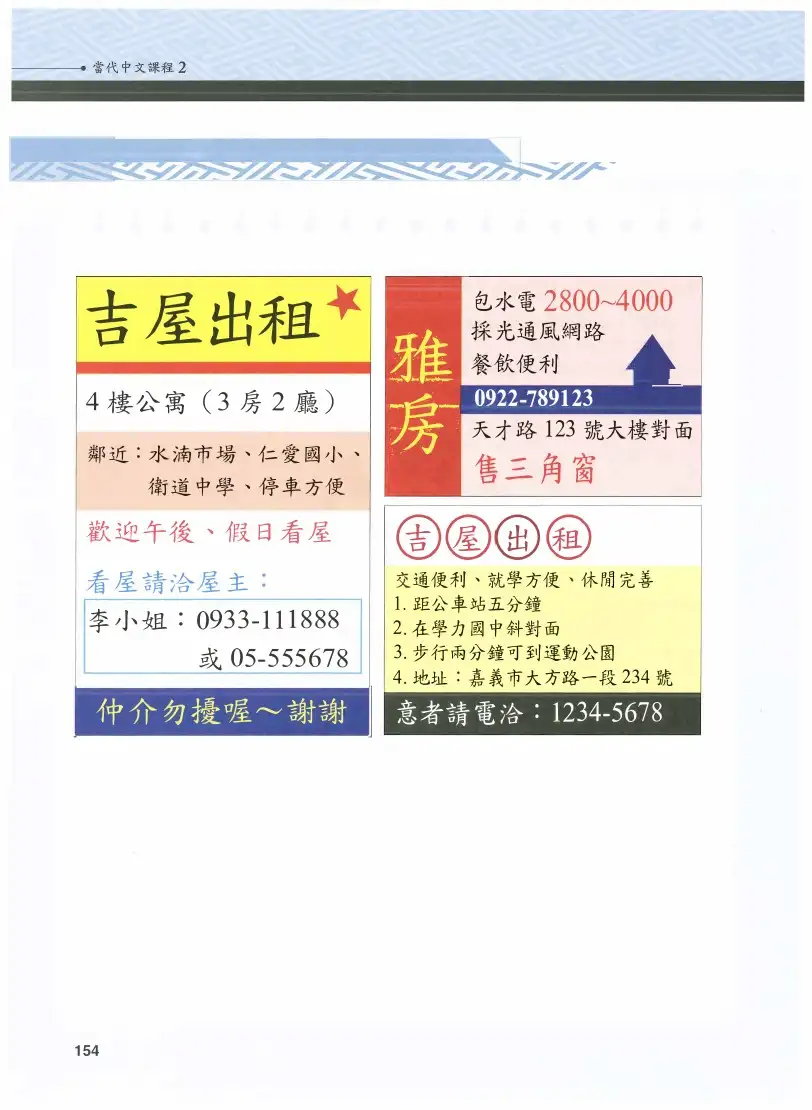 當代中文課程 2
吉屋出租
4 樓公寓（3 房 2 廳）
鄰近：水湳市場、仁愛國小、
衛道中學、停車方便
歡迎午後、假日看屋
看屋請洽屋主：
李小姐：0933-111888
或 05-555678
仲介勿擾喔～謝謝
雅房
包水電 2800~4000
採光通風網路
餐飲便利
0922-789123
天才路 123 號大樓對面
售三角窗
吉屋出租
交通便利、就學方便、休閒完善
1. 距公車站五分鐘
2. 在學力國中斜對面
3. 步行兩分鐘可到運動公園
4. 地址：嘉義市大方路一段 234 號
意者請電洽：1234-5678
154